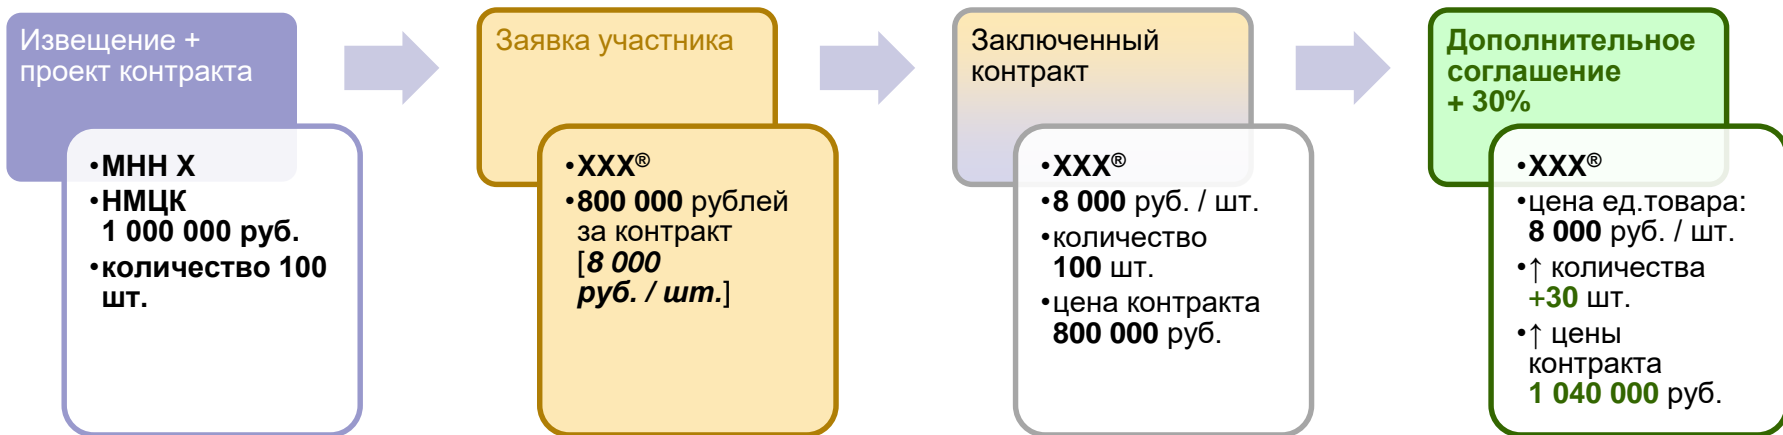 Извещение +
проект контракта
•МНН X
•НМЦК
1 000 000 руб.
•количество 100
шт.
Заявка участника
•XXX®
•800 000 рублей
за контракт
[8 000
руб. / шт.]
Заключенный
контракт
•XXX®
•8 000 руб. / шт.
•количество
100 шт.
•цена контракта
800 000 руб.
Дополнительное
соглашение
+ 30%
•XXX®
•цена ед.товара:
8 000 руб. / шт.
•↑ количества
+30 шт.
•↑ цены
контракта
1 040 000 руб.